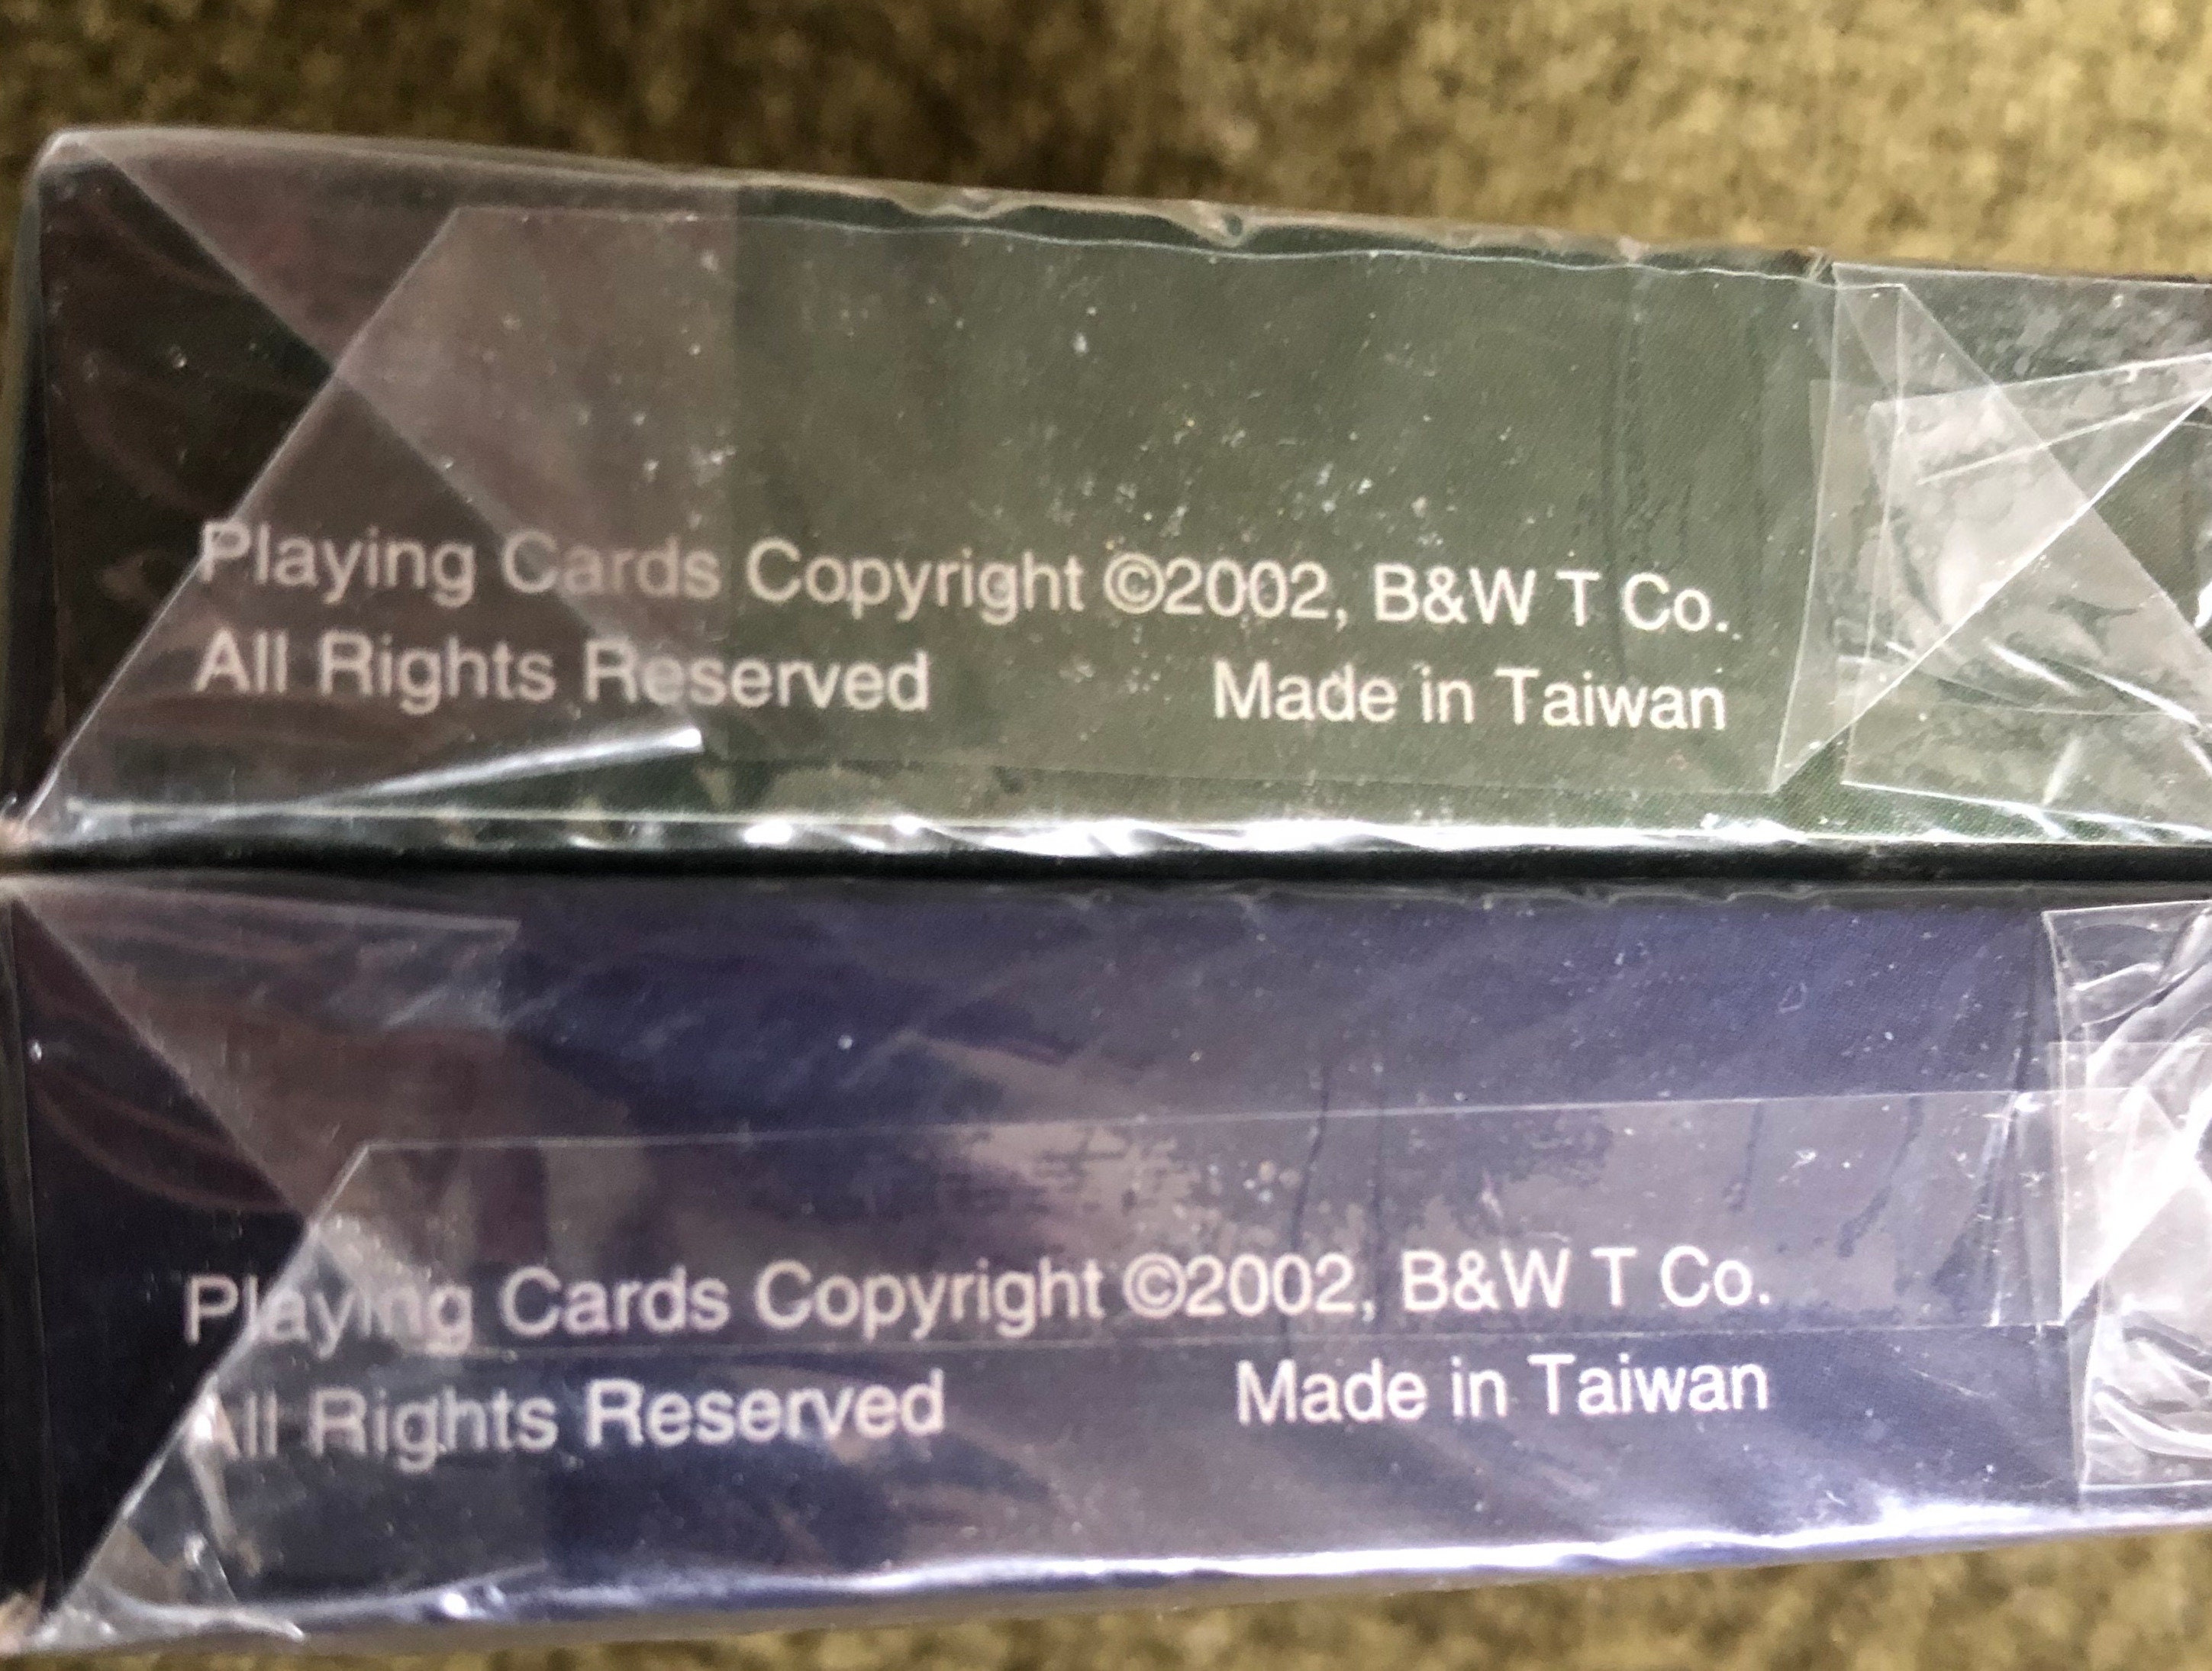 Playing Cards Copyright ©2002, B&W T Co.
All Rights Reserved Made in Taiwan
Playing Cards Copyright ©2002, B&W T Co.
All Rights Reserved Made in Taiwan